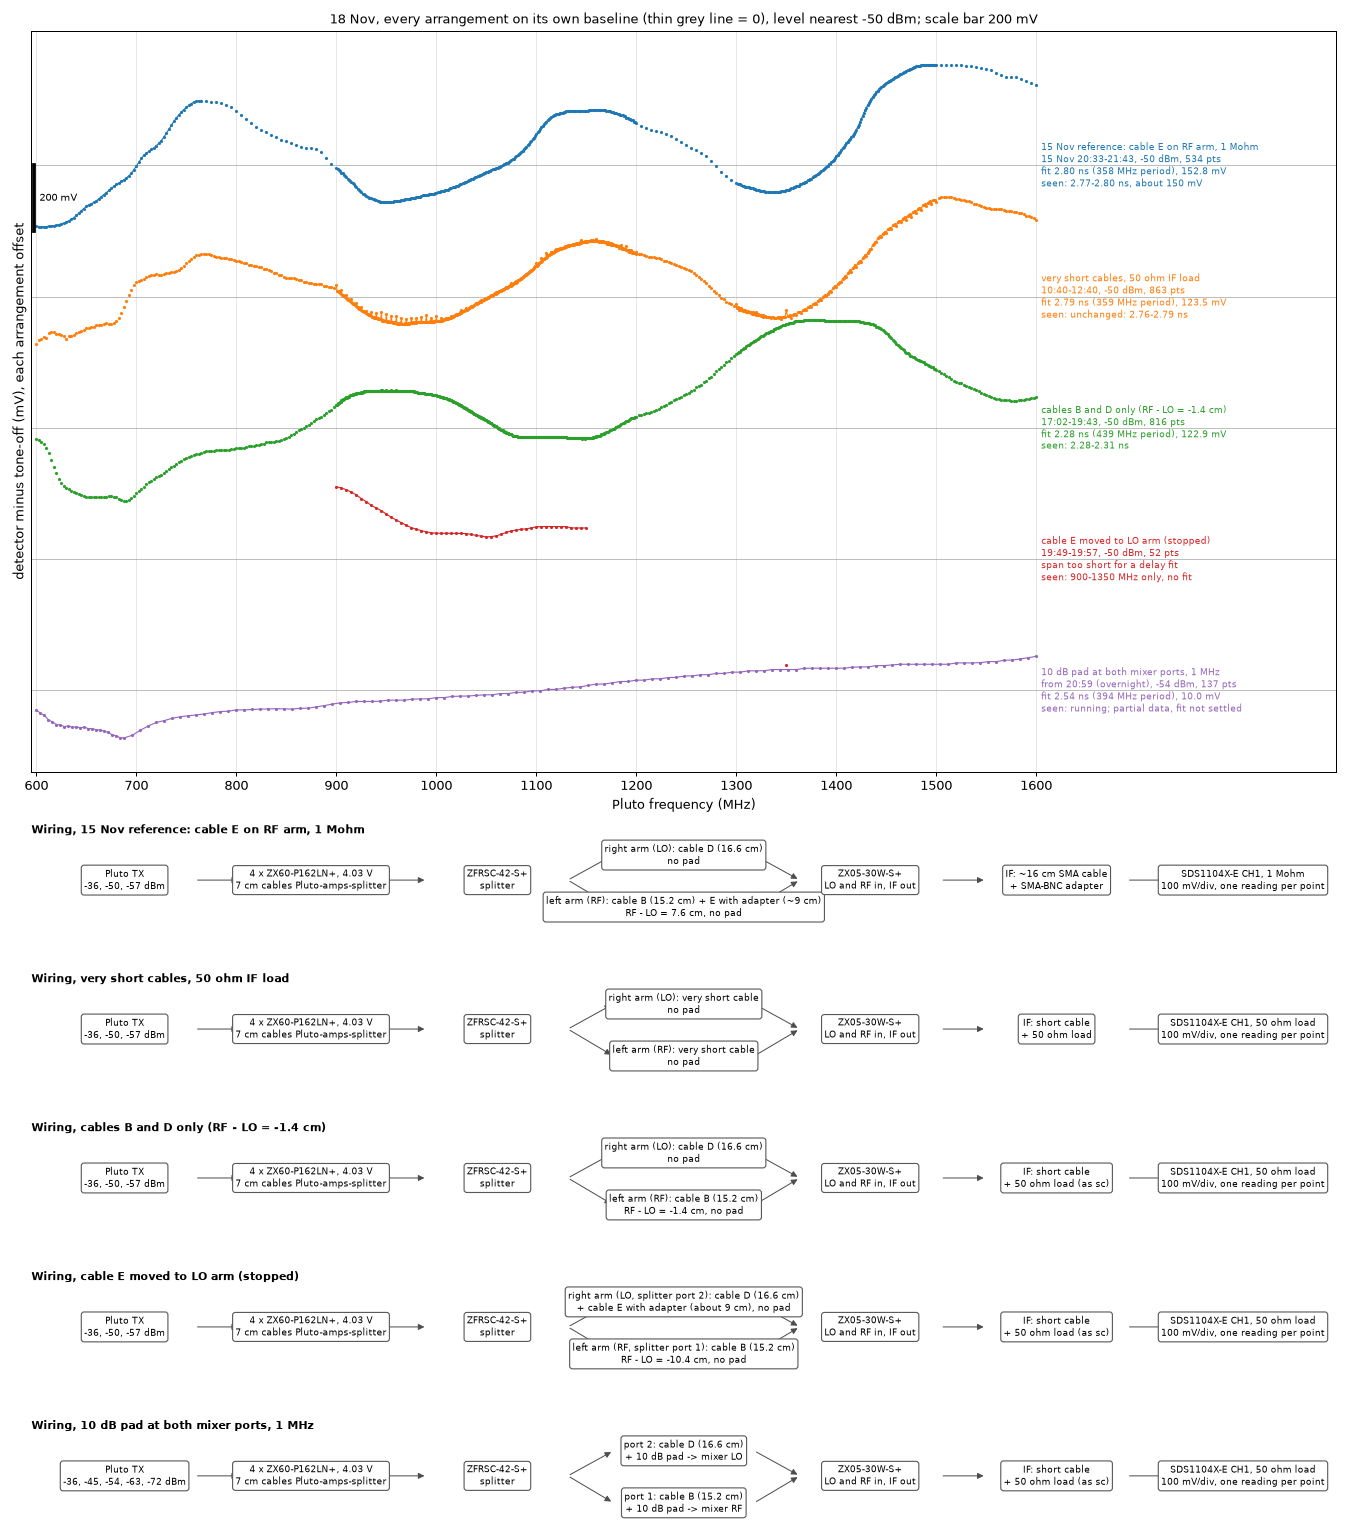 18 Nov, every arrangement on its own baseline (thin grey line = 0), level nearest -50 dBm; scale bar 200 mV
detector minus tone-off (mV), each arrangement offset
200 mV
15 Nov reference: cable E on RF arm, 1 Mohm
15 Nov 20:33-21:43, -50 dBm, 534 pts
fit 2.80 ns (358 MHz period), 152.8 mV
seen: 2.77-2.80 ns, about 150 mV
very short cables, 50 ohm IF load
10:40-12:40, -50 dBm, 863 pts
fit 2.79 ns (359 MHz period), 123.5 mV
seen: unchanged: 2.76-2.79 ns
cables B and D only (RF - LO = -1.4 cm)
17:02-19:43, -50 dBm, 816 pts
fit 2.28 ns (439 MHz period), 122.9 mV
seen: 2.28-2.31 ns
cable E moved to LO arm (stopped)
19:49-19:57, -50 dBm, 52 pts
span too short for a delay fit
seen: 900-1350 MHz only, no fit
10 dB pad at both mixer ports, 1 MHz
from 20:59 (overnight), -54 dBm, 137 pts
fit 2.54 ns (394 MHz period), 10.0 mV
seen: running; partial data, fit not settled
600 700 800 900 1000 1100 1200 1300 1400 1500 1600
Pluto frequency (MHz)
Wiring, 15 Nov reference: cable E on RF arm, 1 Mohm
Pluto TX
-36, -50, -57 dBm
4 x ZX60-P162LN+, 4.03 V
7 cm cables Pluto-amps-splitter
ZFRSC-42-S+
splitter
right arm (LO): cable D (16.6 cm)
no pad
left arm (RF): cable B (15.2 cm) + E with adapter (~9 cm)
RF - LO = 7.6 cm, no pad
ZX05-30W-S+
LO and RF in, IF out
IF: ~16 cm SMA cable
+ SMA-BNC adapter
SDS1104X-E CH1, 1 Mohm
100 mV/div, one reading per point
Wiring, very short cables, 50 ohm IF load
Pluto TX
-36, -50, -57 dBm
4 x ZX60-P162LN+, 4.03 V
7 cm cables Pluto-amps-splitter
ZFRSC-42-S+
splitter
right arm (LO): very short cable
no pad
left arm (RF): very short cable
no pad
ZX05-30W-S+
LO and RF in, IF out
IF: short cable
+ 50 ohm load
SDS1104X-E CH1, 50 ohm load
100 mV/div, one reading per point
Wiring, cables B and D only (RF - LO = -1.4 cm)
Pluto TX
-36, -50, -57 dBm
4 x ZX60-P162LN+, 4.03 V
7 cm cables Pluto-amps-splitter
ZFRSC-42-S+
splitter
right arm (LO): cable D (16.6 cm)
no pad
left arm (RF): cable B (15.2 cm)
RF - LO = -1.4 cm, no pad
ZX05-30W-S+
LO and RF in, IF out
IF: short cable
+ 50 ohm load (as sc)
SDS1104X-E CH1, 50 ohm load
100 mV/div, one reading per point
Wiring, cable E moved to LO arm (stopped)
Pluto TX
-36, -50, -57 dBm
4 x ZX60-P162LN+, 4.03 V
7 cm cables Pluto-amps-splitter
ZFRSC-42-S+
splitter
right arm (LO, splitter port 2): cable D (16.6 cm)
+ cable E with adapter (about 9 cm), no pad
left arm (RF, splitter port 1): cable B (15.2 cm)
RF - LO = -10.4 cm, no pad
ZX05-30W-S+
LO and RF in, IF out
IF: short cable
+ 50 ohm load (as sc)
SDS1104X-E CH1, 50 ohm load
100 mV/div, one reading per point
Wiring, 10 dB pad at both mixer ports, 1 MHz
Pluto TX
-36, -45, -54, -63, -72 dBm
4 x ZX60-P162LN+, 4.03 V
7 cm cables Pluto-amps-splitter
ZFRSC-42-S+
splitter
port 2: cable D (16.6 cm)
+ 10 dB pad -> mixer LO
port 1: cable B (15.2 cm)
+ 10 dB pad -> mixer RF
ZX05-30W-S+
LO and RF in, IF out
IF: short cable
+ 50 ohm load (as sc)
SDS1104X-E CH1, 50 ohm load
100 mV/div, one reading per point